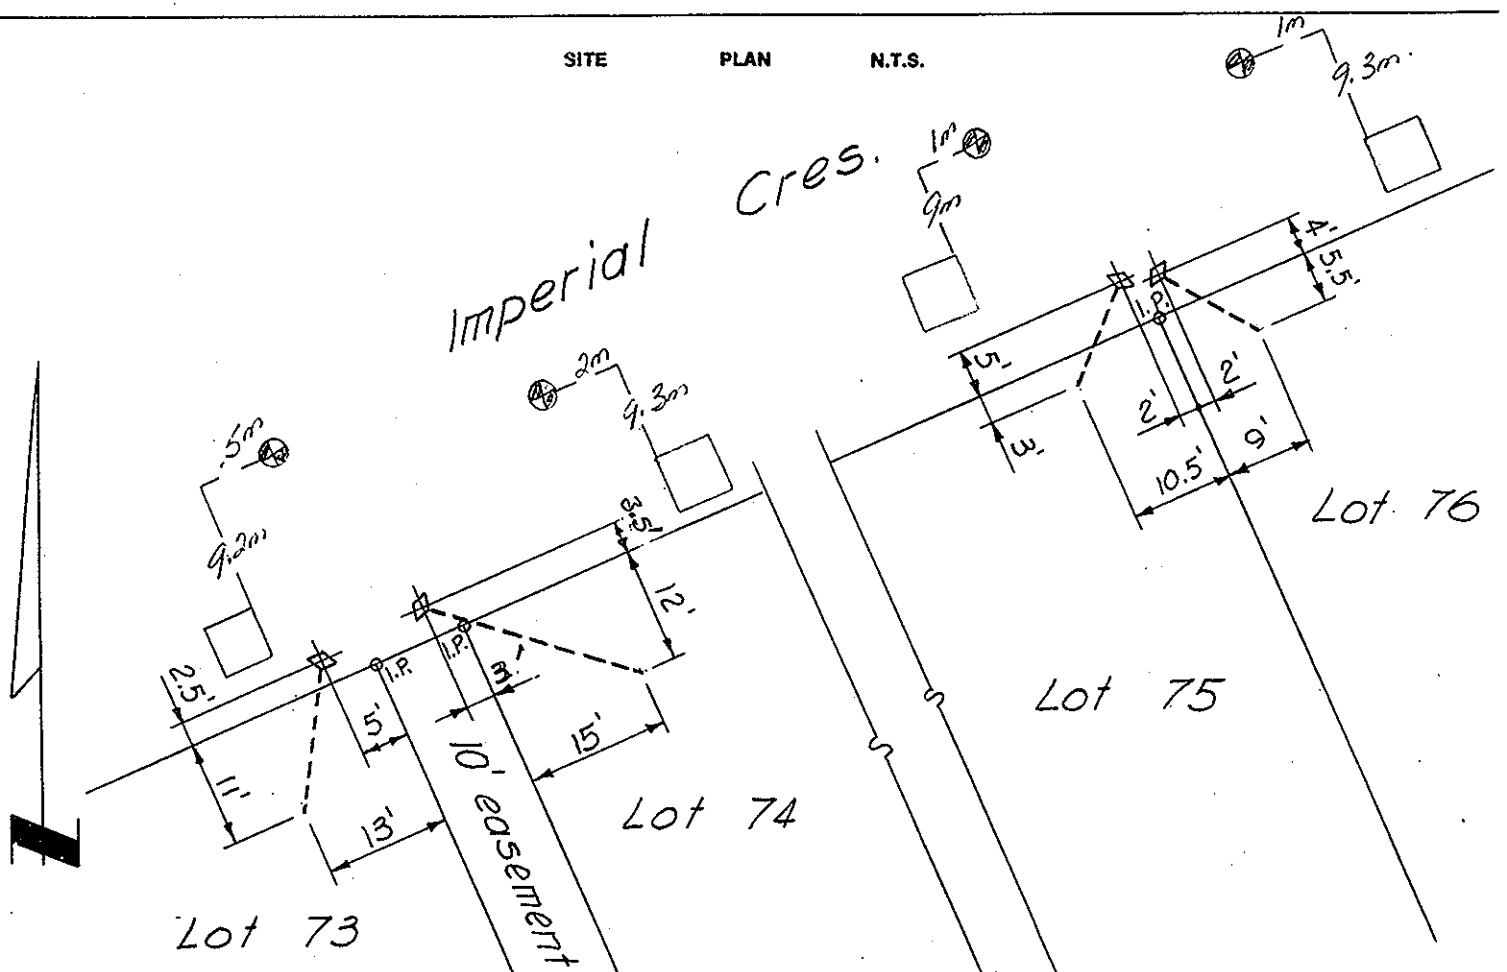 SITE PLAN N.T.S.
1m
9.3m.
Imperial Cres.
1m
9m
4'
5.5'
I.P.
5'
3'
2'
2'
10.5'
9'
Lot 76
2m
9.3m
.5m
9.2m
3.5'
12'
I.P.
I.P.
3'
15'
2.5'
5'
11'
13'
10' easement
Lot 75
Lot 74
Lot 73